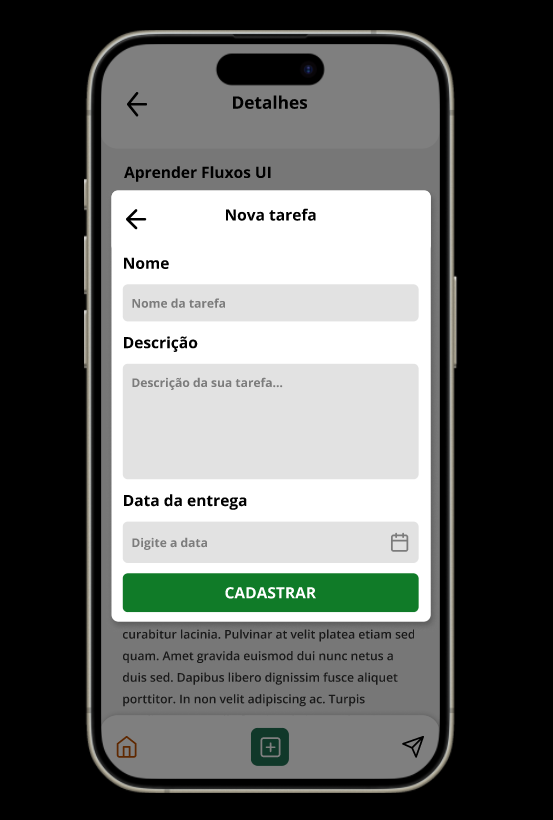 Detalhes
Aprender Fluxos UI
Nova tarefa
Nome
Nome da tarefa
Descrição
Descrição da sua tarefa...
Data da entrega
Digite a data
CADASTRAR
curabitur lacinia. Pulvinar at velit platea etiam sed
quam. Amet gravida euismod dui nunc netus a
duis sed. Dapibus libero dignissim fusce aliquet
porttitor. In non velit adipiscing ac. Turpis